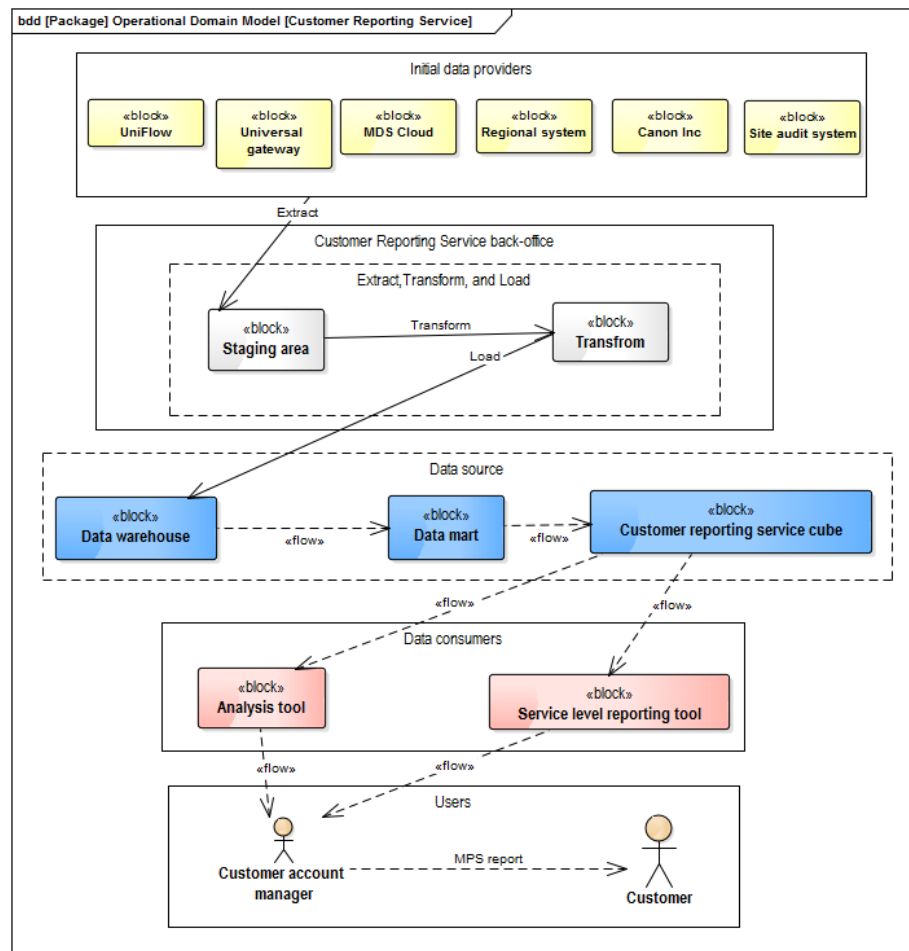 bdd [Package] Operational Domain Model [Customer Reporting Service]
Initial data providers
«block»
UniFlow
«block»
Universal
gateway
«block»
MDS Cloud
«block»
Regional system
«block»
Canon Inc
«block»
Site audit system
Extract
Customer Reporting Service back-office
Extract,Transform, and Load
«block»
Staging area
Transform
«block»
Transfrom
Load
Data source
«block»
Data warehouse
«flow»
«block»
Data mart
«flow»
«block»
Customer reporting service cube
«flow»
«flow»
Data consumers
«block»
Analysis tool
«block»
Service level reporting tool
«flow»
«flow»
Users
Customer account
manager
MPS report
Customer